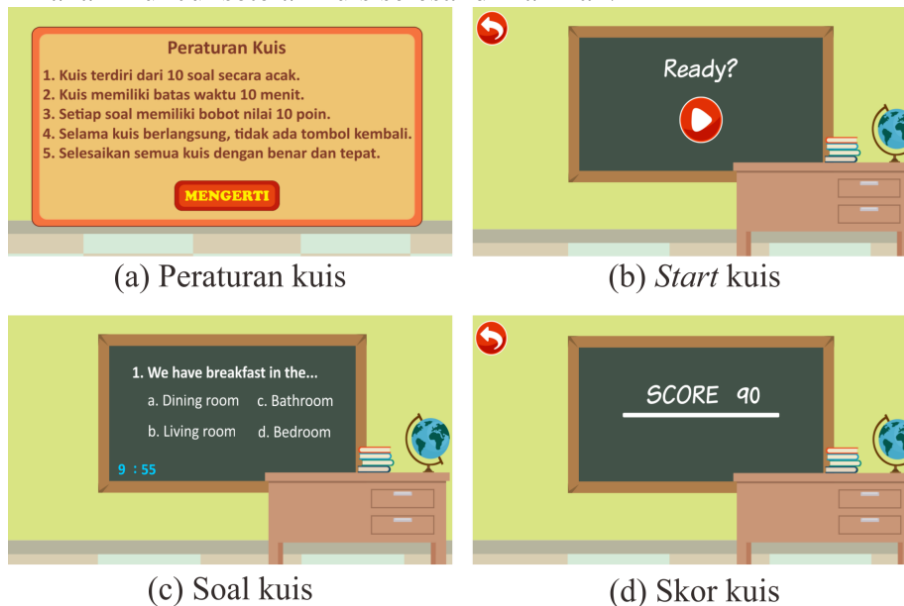 Peraturan Kuis
1. Kuis terdiri dari 10 soal secara acak.
2. Kuis memiliki batas waktu 10 menit.
3. Setiap soal memiliki bobot nilai 10 poin.
4. Selama kuis berlangsung, tidak ada tombol kembali.
5. Selesaikan semua kuis dengan benar dan tepat.
MENGERTI
(a) Peraturan kuis
Ready?
(b) Start kuis
1. We have breakfast in the...
a. Dining room c. Bathroom
b. Living room d. Bedroom
9 : 55
(c) Soal kuis
SCORE 90
(d) Skor kuis